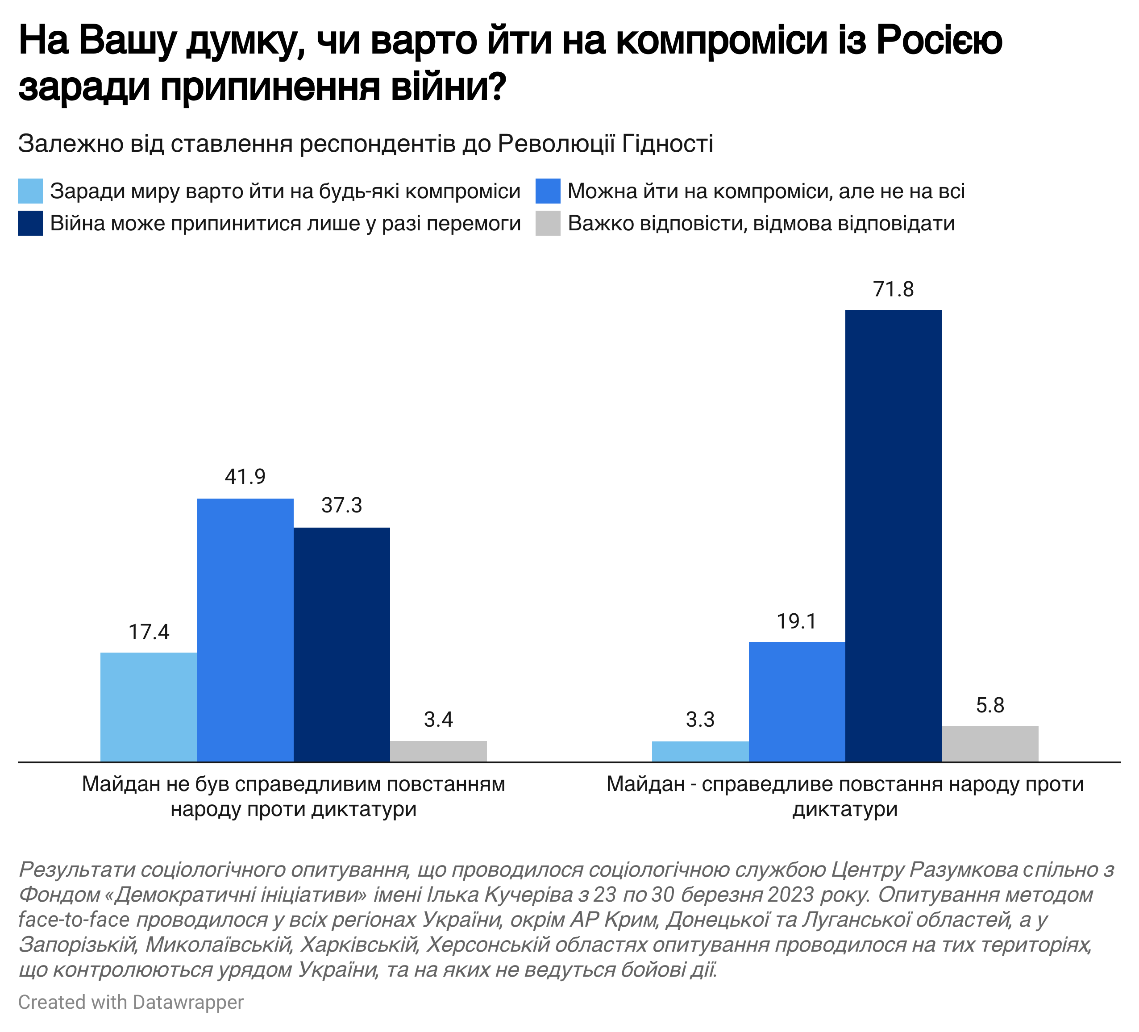 На Вашу думку, чи варто йти на компроміси із Росією
заради припинення війни?
Залежно від ставлення респондентів до Революції Гідності
Заради миру варто йти на будь-які компроміси
Можна йти на компроміси, але не на всі
Війна може припинитися лише у разі перемоги
Важко відповісти, відмова відповідати
17.4
41.9
37.3
3.4
3.3
19.1
71.8
5.8
Майдан не був справедливим повстанням
народу проти диктатури
Майдан - справедливе повстання народу проти
диктатури
Результати соціологічного опитування, що проводилося соціологічною службою Центру Разумкова спільно з
Фондом «Демократичні ініціативи» імені Ілька Кучеріва з 23 по 30 березня 2023 року. Опитування методом
face-to-face проводилося у всіх регіонах України, окрім АР Крим, Донецької та Луганської областей, а у
Запорізькій, Миколаївській, Харківській, Херсонській областях опитування проводилося на тих територіях,
що контролюються урядом України, та на яких не ведуться бойові дії.
Created with Datawrapper